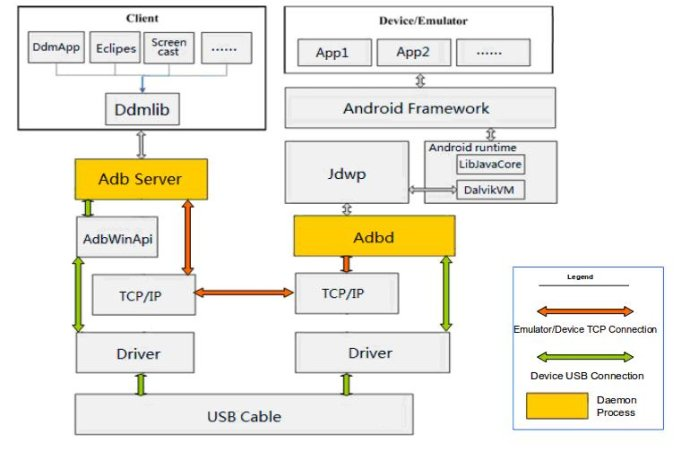 Client
DdmApp
Eclipes
Screen
cast
......
Ddmlib
Device/Emulator
App1
App2
......
Android Framework
Android runtime
LibJavaCore
DalvikVM
Jdwp
Adb Server
Adbd
AdbWinApi
TCP/IP
TCP/IP
Driver
Driver
USB Cable
Legend
Emulator/Device TCP Connection
Device USB Connection
Daemon
Process